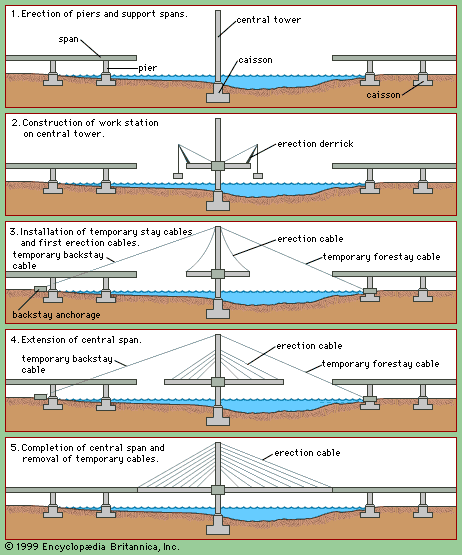 1. Erection of piers and support spans.
central tower
span
pier
caisson
caisson
2. Construction of work station
on central tower.
erection derrick
3. Installation of temporary stay cables
and first erection cables.
temporary backstay
cable
erection cable
temporary forestay cable
backstay anchorage
4. Extension of central span.
temporary backstay
cable
erection cable
temporary forestay cable
5. Completion of central span and
removal of temporary cables.
erection cable
© 1999 Encyclopædia Britannica, Inc.